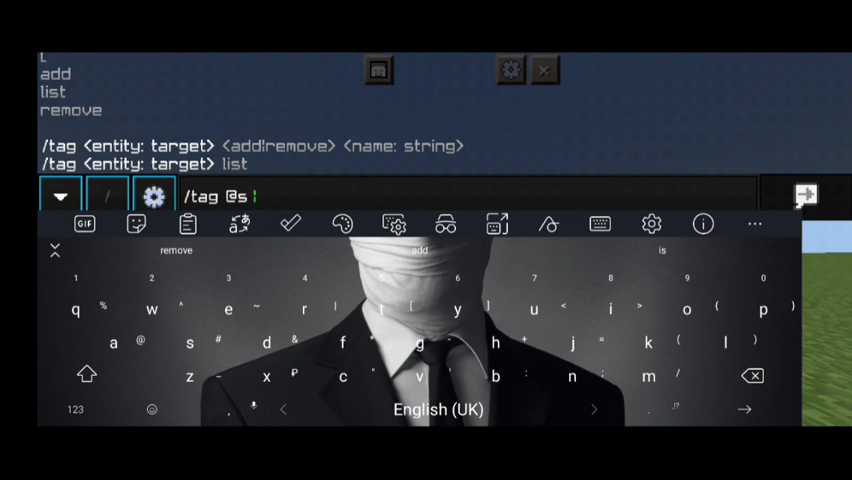 [
add
list
remove
/tag <entity: target> <add|remove> <name: string>
/tag <entity: target> list
/ /tag @s
GIF
remove add is
1 2 3 4 5 6 7 8 9 0
q % w ^ e ~ r | t [ y ] u < i > o { p )
a @ s # d & f * g - h + j = k ( l )
z x c v b : n ; m /
123 , < English (UK) > . !?